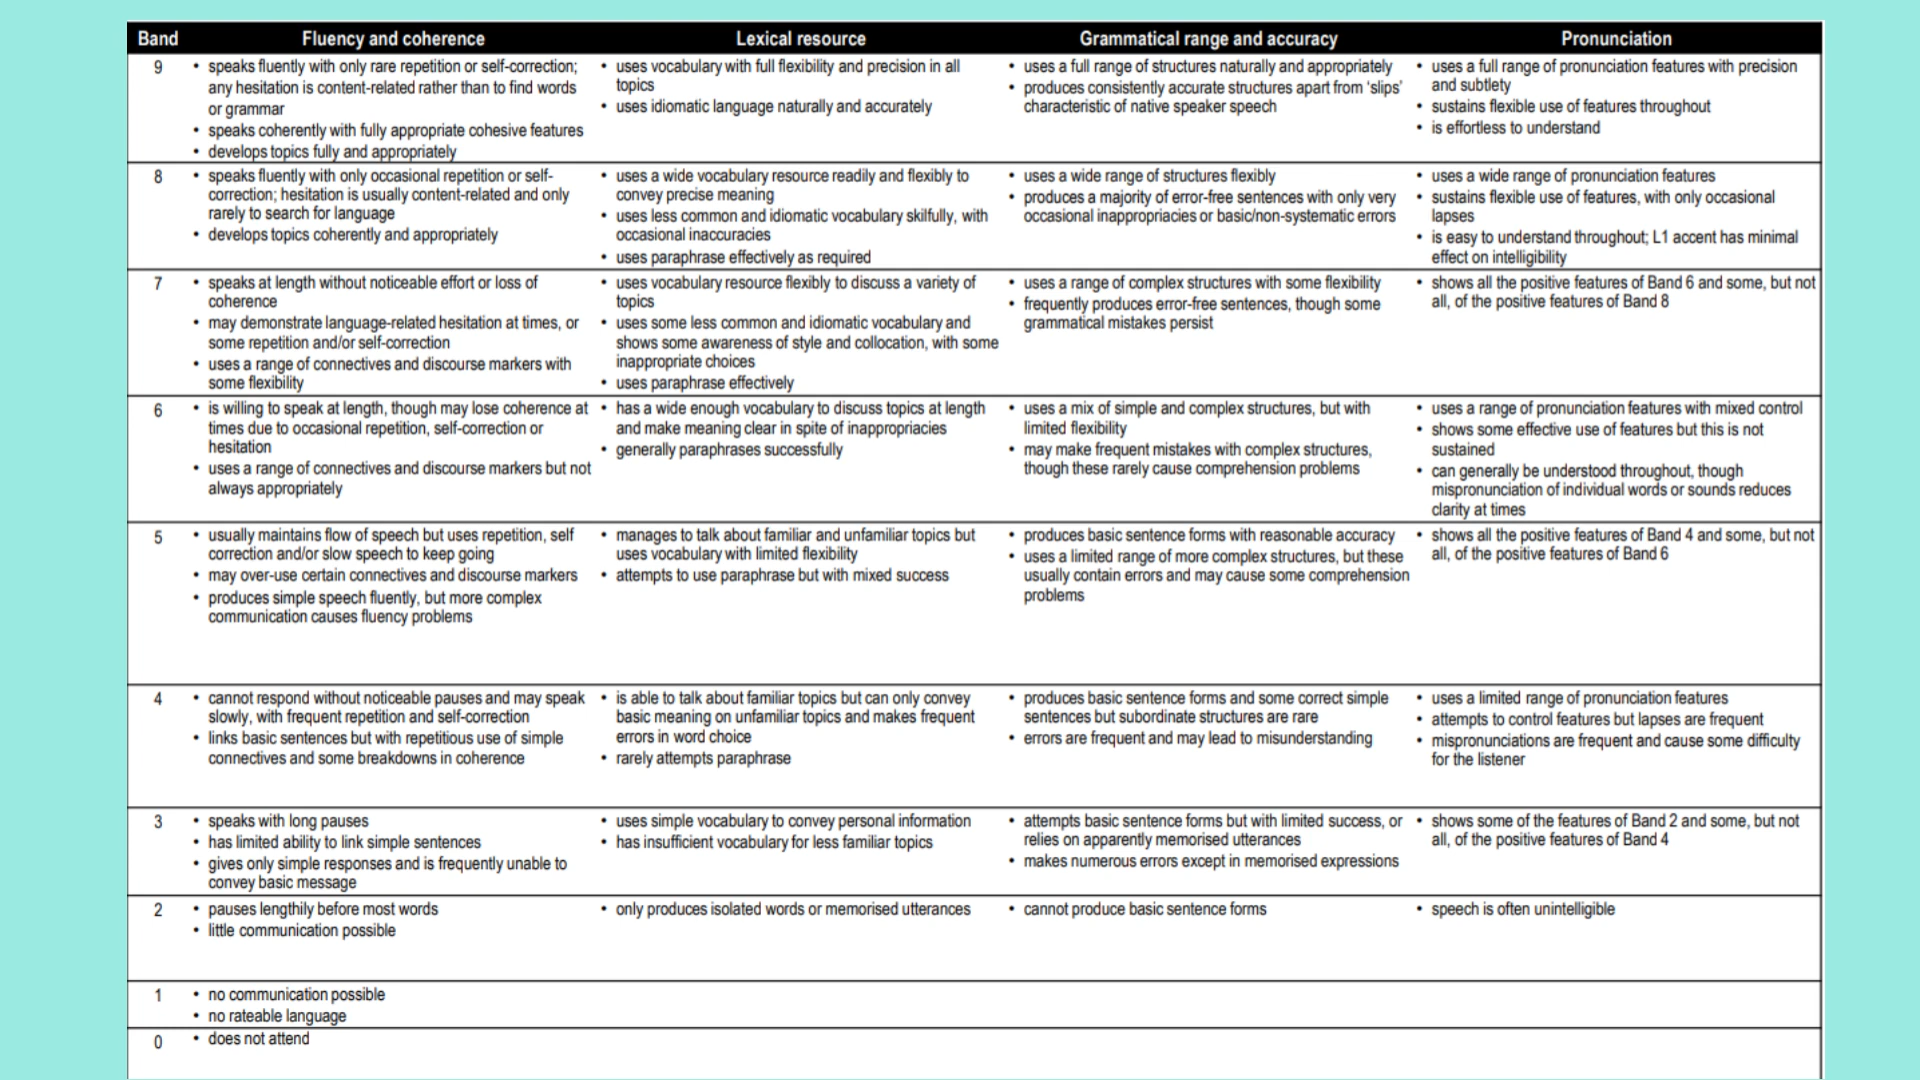 Band Fluency and coherence Lexical resource Grammatical range and accuracy Pronunciation
9
• speaks fluently with only rare repetition or self-correction;
any hesitation is content-related rather than to find words
or grammar
• speaks coherently with fully appropriate cohesive features
• develops topics fully and appropriately
• uses vocabulary with full flexibility and precision in all
topics
• uses idiomatic language naturally and accurately
• uses a full range of structures naturally and appropriately
• produces consistently accurate structures apart from ‘slips’
characteristic of native speaker speech
• uses a full range of pronunciation features with precision
and subtlety
• sustains flexible use of features throughout
• is effortless to understand
8
• speaks fluently with only occasional repetition or self-
correction; hesitation is usually content-related and only
rarely to search for language
• develops topics coherently and appropriately
• uses a wide vocabulary resource readily and flexibly to
convey precise meaning
• uses less common and idiomatic vocabulary skilfully, with
occasional inaccuracies
• uses paraphrase effectively as required
• uses a wide range of structures flexibly
• produces a majority of error-free sentences with only very
occasional inappropriacies or basic/non-systematic errors
• uses a wide range of pronunciation features
• sustains flexible use of features, with only occasional
lapses
• is easy to understand throughout; L1 accent has minimal
effect on intelligibility
7
• speaks at length without noticeable effort or loss of
coherence
• may demonstrate language-related hesitation at times, or
some repetition and/or self-correction
• uses a range of connectives and discourse markers with
some flexibility
• uses vocabulary resource flexibly to discuss a variety of
topics
• uses some less common and idiomatic vocabulary and
shows some awareness of style and collocation, with some
inappropriate choices
• uses paraphrase effectively
• uses a range of complex structures with some flexibility
• frequently produces error-free sentences, though some
grammatical mistakes persist
• shows all the positive features of Band 6 and some, but not
all, of the positive features of Band 8
6
• is willing to speak at length, though may lose coherence at
times due to occasional repetition, self-correction or
hesitation
• uses a range of connectives and discourse markers but not
always appropriately
• has a wide enough vocabulary to discuss topics at length
and make meaning clear in spite of inappropriacies
• generally paraphrases successfully
• uses a mix of simple and complex structures, but with
limited flexibility
• may make frequent mistakes with complex structures,
though these rarely cause comprehension problems
• uses a range of pronunciation features with mixed control
• shows some effective use of features but this is not
sustained
• can generally be understood throughout, though
mispronunciation of individual words or sounds reduces
clarity at times
5
• usually maintains flow of speech but uses repetition, self
correction and/or slow speech to keep going
• may over-use certain connectives and discourse markers
• produces simple speech fluently, but more complex
communication causes fluency problems
• manages to talk about familiar and unfamiliar topics but
uses vocabulary with limited flexibility
• attempts to use paraphrase but with mixed success
• produces basic sentence forms with reasonable accuracy
• uses a limited range of more complex structures, but these
usually contain errors and may cause some comprehension
problems
• shows all the positive features of Band 4 and some, but not
all, of the positive features of Band 6
4
• cannot respond without noticeable pauses and may speak
slowly, with frequent repetition and self-correction
• links basic sentences but with repetitious use of simple
connectives and some breakdowns in coherence
• is able to talk about familiar topics but can only convey
basic meaning on unfamiliar topics and makes frequent
errors in word choice
• rarely attempts paraphrase
• produces basic sentence forms and some correct simple
sentences but subordinate structures are rare
• errors are frequent and may lead to misunderstanding
• uses a limited range of pronunciation features
• attempts to control features but lapses are frequent
• mispronunciations are frequent and cause some difficulty
for the listener
3
• speaks with long pauses
• has limited ability to link simple sentences
• gives only simple responses and is frequently unable to
convey basic message
• uses simple vocabulary to convey personal information
• has insufficient vocabulary for less familiar topics
• attempts basic sentence forms but with limited success, or
relies on apparently memorised utterances
• makes numerous errors except in memorised expressions
• shows some of the features of Band 2 and some, but not
all, of the positive features of Band 4
2
• pauses lengthily before most words
• little communication possible
• only produces isolated words or memorised utterances
• cannot produce basic sentence forms
• speech is often unintelligible
1
• no communication possible
• no rateable language
0
• does not attend